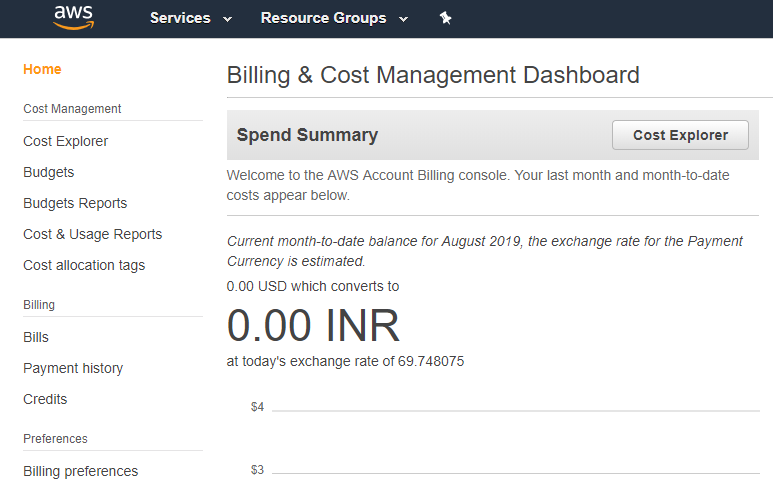 aws
Services
Resource Groups
Home
Cost Management
Cost Explorer
Budgets
Budgets Reports
Cost & Usage Reports
Cost allocation tags
Billing
Bills
Payment history
Credits
Preferences
Billing preferences
Billing & Cost Management Dashboard
Spend Summary
Cost Explorer
Welcome to the AWS Account Billing console. Your last month and month-to-date
costs appear below.
Current month-to-date balance for August 2019, the exchange rate for the Payment
Currency is estimated.
0.00 USD which converts to
0.00 INR
at today's exchange rate of 69.748075
$4
$3